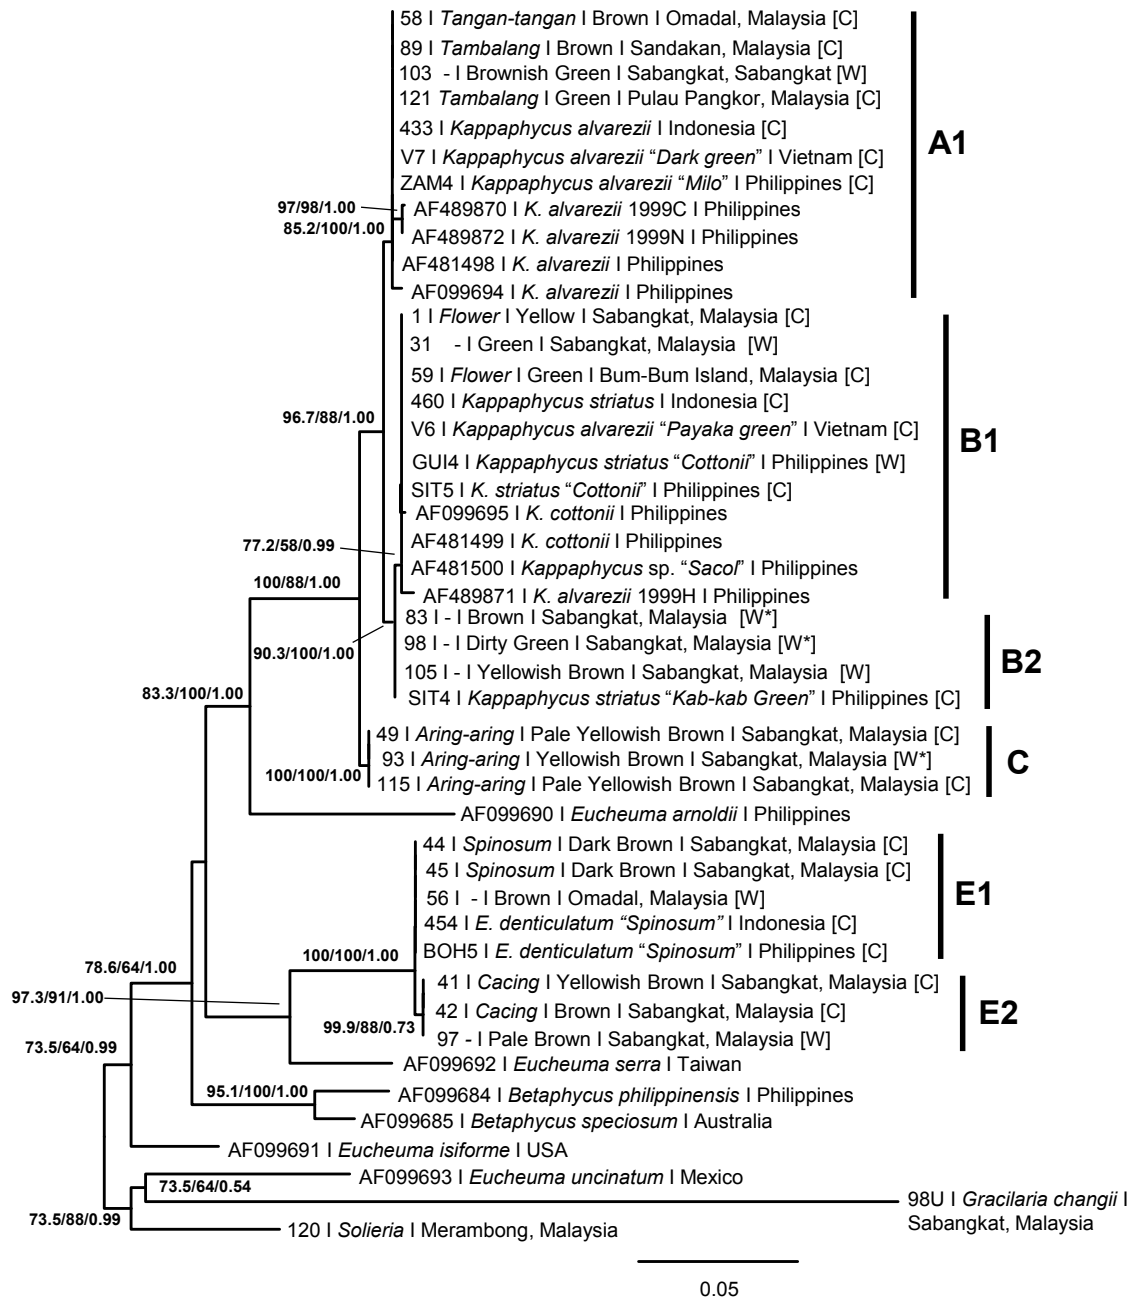 58 I Tangan-tangan I Brown I Omadal, Malaysia [C]
89 I Tambalang I Brown I Sandakan, Malaysia [C]
103 - I Brownish Green I Sabangkat, Sabangkat [W]
121 Tambalang I Green I Pulau Pangkor, Malaysia [C]
433 I Kappaphycus alvarezii I Indonesia [C]
A1
V7 I Kappaphycus alvarezii “Dark green” I Vietnam [C]
ZAM4 I Kappaphycus alvarezii “Milo” I Philippines [C]
97/98/1.00
AF489870 I K. alvarezii 1999C I Philippines
85.2/100/1.00
AF489872 I K. alvarezii 1999N I Philippines
AF481498 I K. alvarezii I Philippines
AF099694 I K. alvarezii I Philippines
1 I Flower I Yellow I Sabangkat, Malaysia [C]
31 - I Green I Sabangkat, Malaysia [W]
59 I Flower I Green I Bum-Bum Island, Malaysia [C]
460 I Kappaphycus striatus I Indonesia [C]
96.7/88/1.00
V6 I Kappaphycus alvarezii “Payaka green” I Vietnam [C]
B1
GUI4 I Kappaphycus striatus “Cottonii” I Philippines [W]
SIT5 I K. striatus “Cottonii” I Philippines [C]
AF099695 I K. cottonii I Philippines
AF481499 I K. cottonii I Philippines
77.2/58/0.99
AF481500 I Kappaphycus sp. “Sacol” I Philippines
100/88/1.00
AF489871 I K. alvarezii 1999H I Philippines
83 I - I Brown I Sabangkat, Malaysia [W*]
98 I - I Dirty Green I Sabangkat, Malaysia [W*]
90.3/100/1.00
B2
105 I - I Yellowish Brown I Sabangkat, Malaysia [W]
83.3/100/1.00
SIT4 I Kappaphycus striatus “Kab-kab Green” I Philippines [C]
49 I Aring-aring I Pale Yellowish Brown I Sabangkat, Malaysia [C]
93 I Aring-aring I Yellowish Brown I Sabangkat, Malaysia [W*]
C
100/100/1.00
115 I Aring-aring I Pale Yellowish Brown I Sabangkat, Malaysia [C]
AF099690 I Eucheuma arnoldii I Philippines
44 I Spinosum I Dark Brown I Sabangkat, Malaysia [C]
45 I Spinosum I Dark Brown I Sabangkat, Malaysia [C]
E1
56 I - I Brown I Omadal, Malaysia [W]
454 I E. denticulatum “Spinosum” I Indonesia [C]
BOH5 I E. denticulatum “Spinosum” I Philippines [C]
100/100/1.00
78.6/64/1.00
41 I Cacing I Yellowish Brown I Sabangkat, Malaysia [C]
97.3/91/1.00
42 I Cacing I Brown I Sabangkat, Malaysia [C]
E2
99.9/88/0.73
97 - I Pale Brown I Sabangkat, Malaysia [W]
73.5/64/0.99
AF099692 I Eucheuma serra I Taiwan
95.1/100/1.00
AF099684 I Betaphycus philippinensis I Philippines
AF099685 I Betaphycus speciosum I Australia
AF099691 I Eucheuma isiforme I USA
AF099693 I Eucheuma uncinatum I Mexico
73.5/64/0.54
98U I Gracilaria changii I
Sabangkat, Malaysia
73.5/88/0.99
120 I Solieria I Merambong, Malaysia
0.05